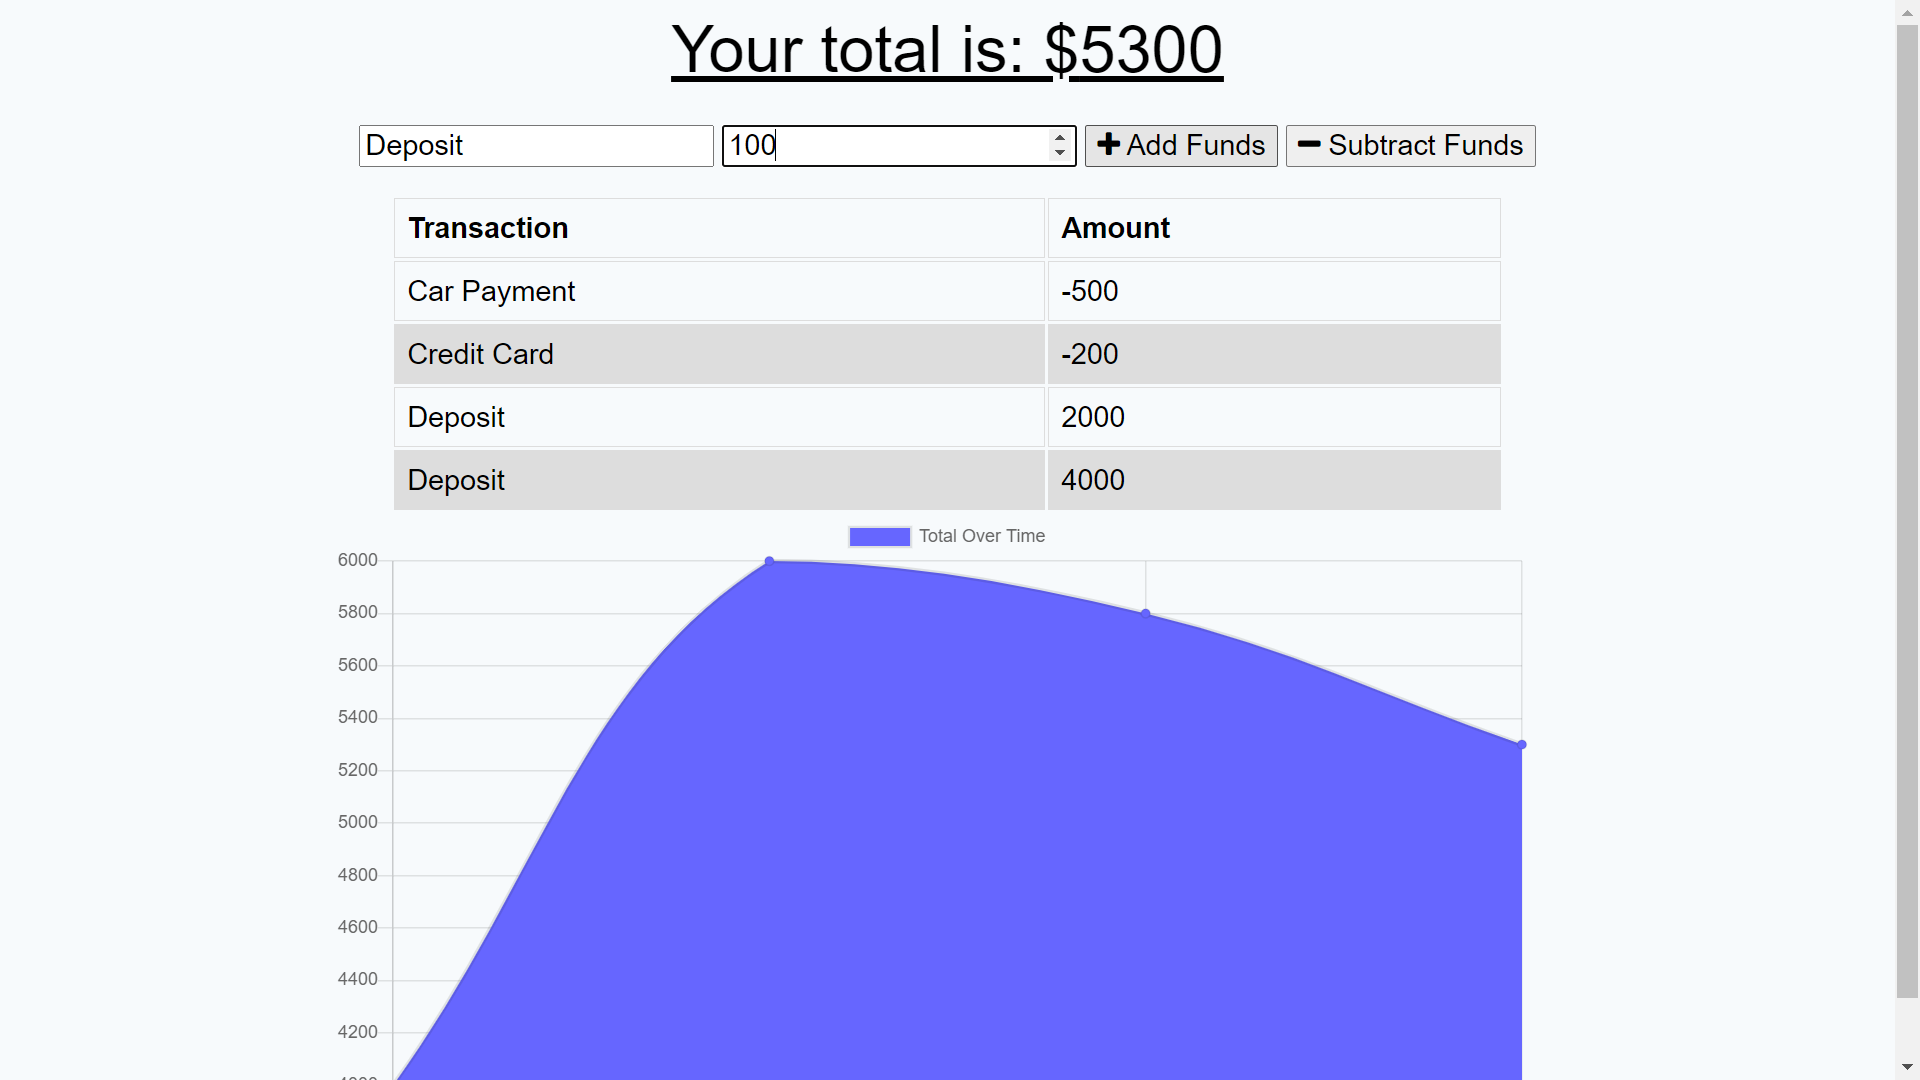 Your total is: $5300
Deposit 100 Add Funds Subtract Funds
Transaction Amount
Car Payment -500
Credit Card -200
Deposit 2000
Deposit 4000
Total Over Time
6000
5800
5600
5400
5200
5000
4800
4600
4400
4200